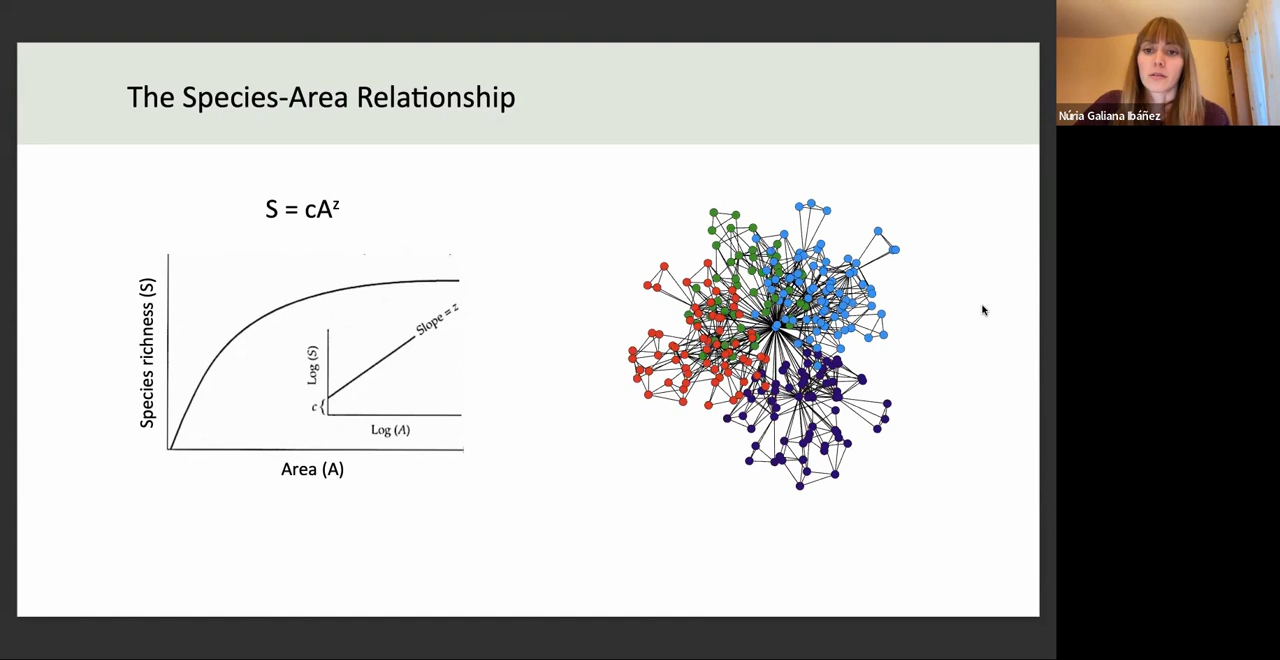 The Species-Area Relationship
S = cAᶻ
Species richness (S)
Area (A)
Log (S)
Slope = z
c {
Log (A)
Núria Galiana Ibáñez